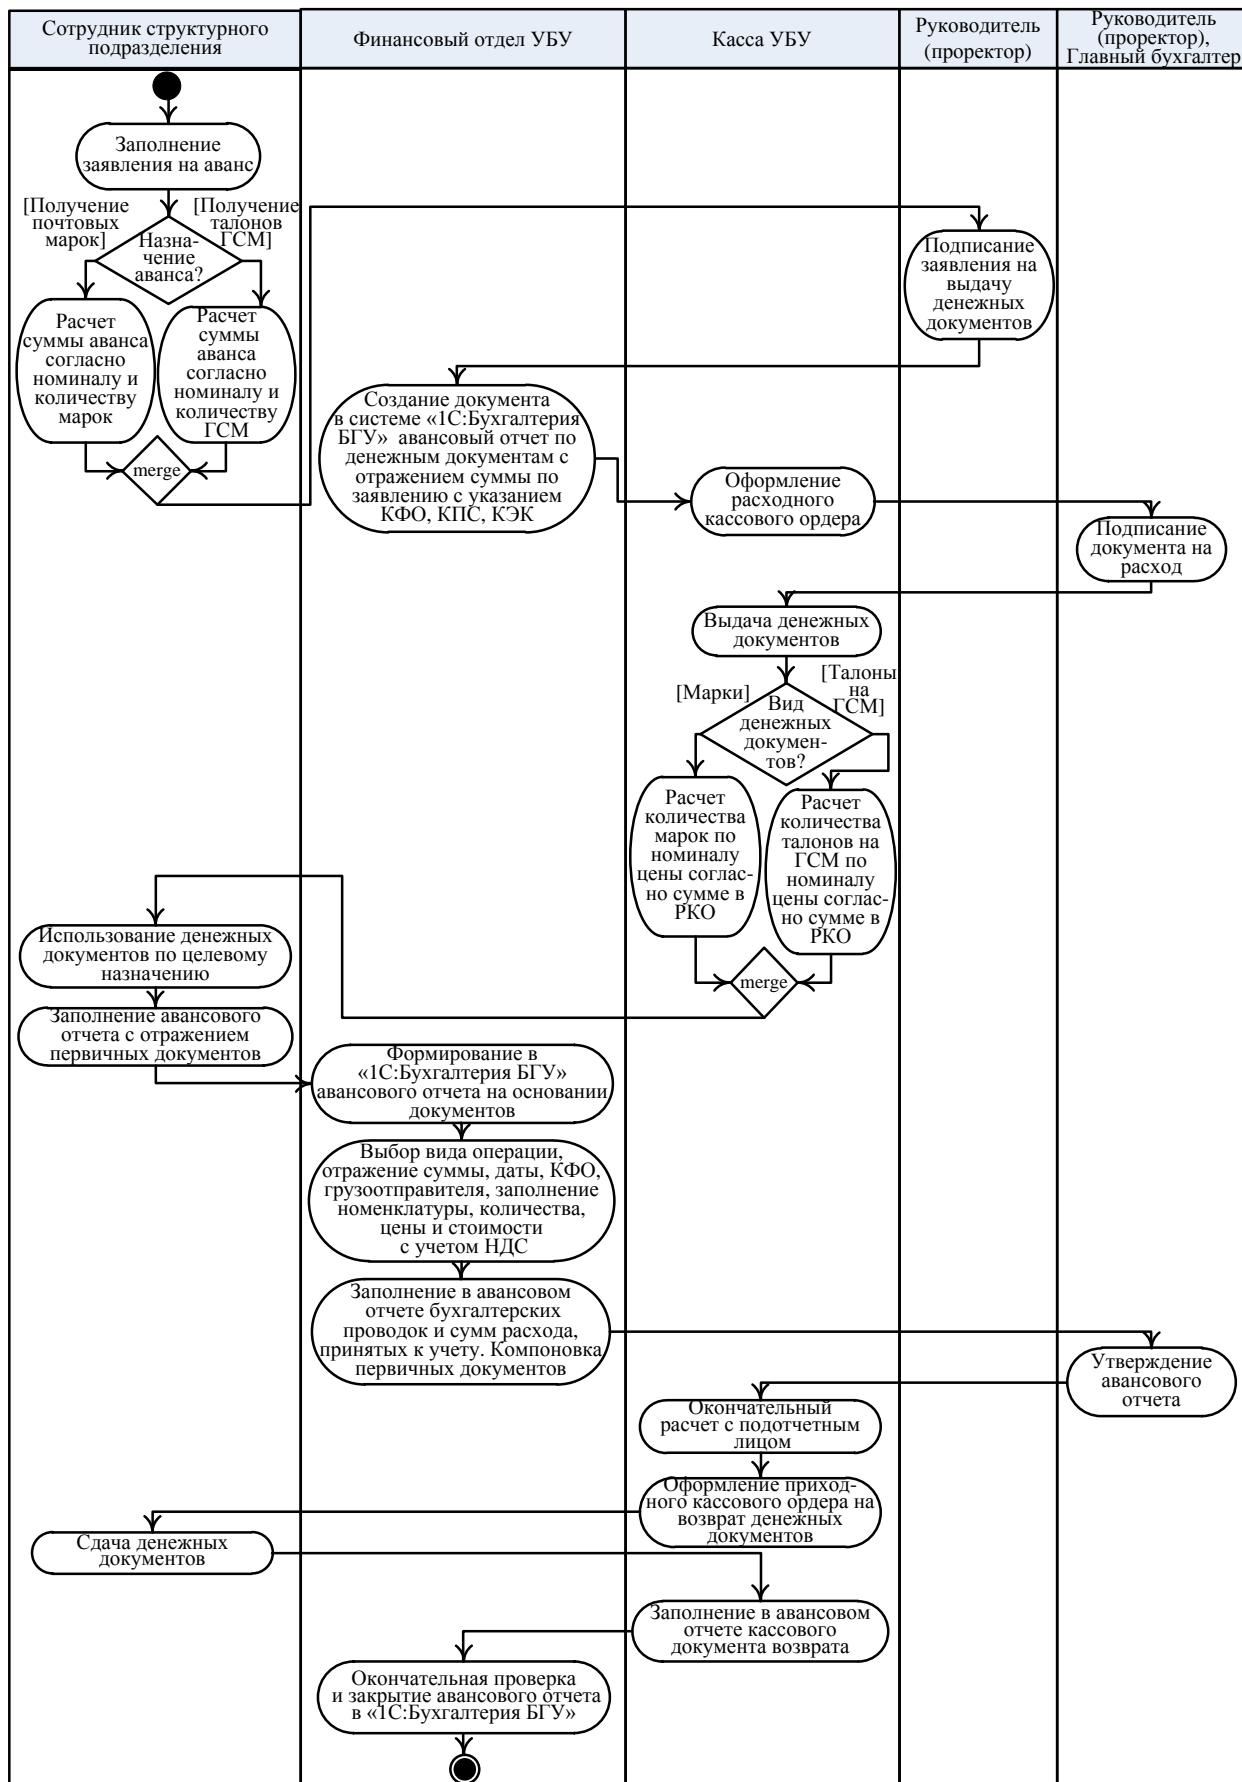 Сотрудник структурного
подразделения
Финансовый отдел УБУ
Касса УБУ
Руководитель
(проректор)
Руководитель
(проректор),
Главный бухгалтер
Заполнение
заявления на аванс
[Получение
почтовых
марок]
[Получение
талонов
ГСМ]
Назна-
чение
аванса?
Подписание
заявления на
выдачу
денежных
документов
Расчет
суммы аванса
согласно
номиналу и
количеству
марок
Расчет
суммы
аванса
согласно
номиналу и
количеству
ГСМ
merge
Создание документа
в системе «1С:Бухгалтерия
БГУ» авансовый отчет по
денежным документам с
отражением суммы по
заявлению с указанием
КФО, КПС, КЭК
Оформление
расходного
кассового ордера
Подписание
документа на
расход
Выдача денежных
документов
[Марки]
[Талоны
на
ГСМ]
Вид
денежных
докумен-
тов?
Расчет
количества
марок по
номиналу
цены соглас-
но сумме в
РКО
Расчет
количества
талонов на
ГСМ по
номиналу
цены соглас-
но сумме в
РКО
merge
Использование денежных
документов по целевому
назначению
Заполнение авансового
отчета с отражением
первичных документов
Формирование в
«1С:Бухгалтерия БГУ»
авансового отчета на основании
документов
Выбор вида операции,
отражение суммы, даты, КФО,
грузоотправителя, заполнение
номенклатуры, количества,
цены и стоимости
с учетом НДС
Заполнение в авансовом
отчете бухгалтерских
проводок и сумм расхода,
принятых к учету. Компоновка
первичных документов
Утверждение
авансового
отчета
Окончательный
расчет с подотчетным
лицом
Оформление приход-
ного кассового ордера на
возврат денежных
документов
Сдача денежных
документов
Заполнение в авансовом
отчете кассового
документа возврата
Окончательная проверка
и закрытие авансового отчета
в «1С:Бухгалтерия БГУ»